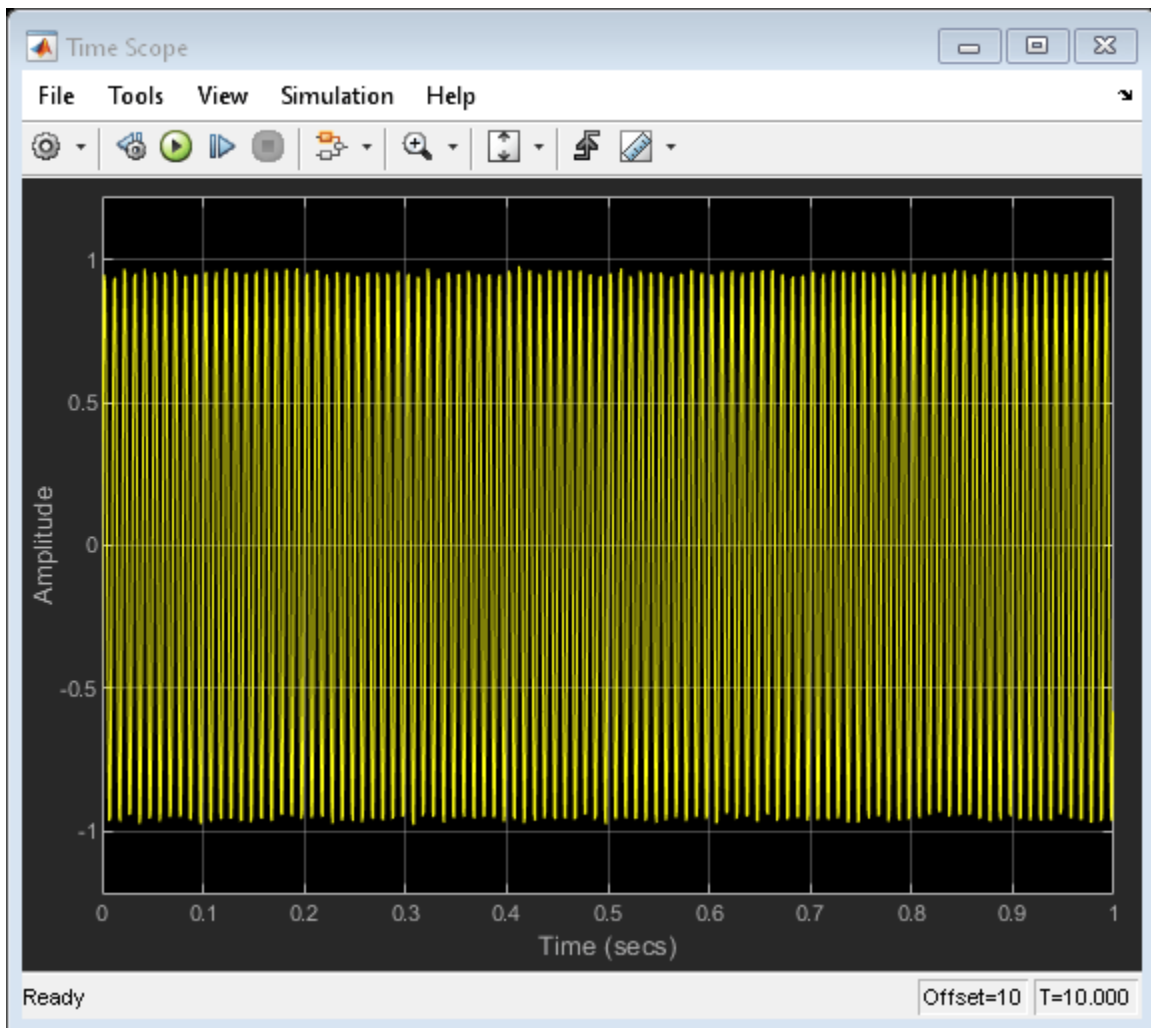 Time Scope
File Tools View Simulation Help
1
0.5
0
-0.5
-1
Amplitude
0 0.1 0.2 0.3 0.4 0.5 0.6 0.7 0.8 0.9 1
Time (secs)
Ready Offset=10 T=10.000